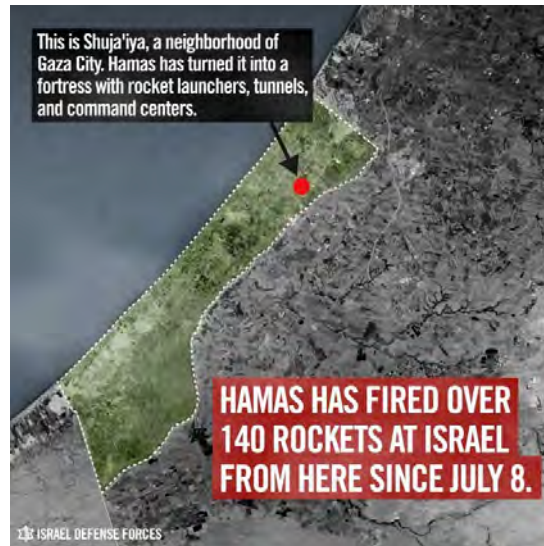 This is Shuja'iya, a neighborhood of
Gaza City. Hamas has turned it into a
fortress with rocket launchers, tunnels,
and command centers.
HAMAS HAS FIRED OVER
140 ROCKETS AT ISRAEL
FROM HERE SINCE JULY 8.
ISRAEL DEFENSE FORCES